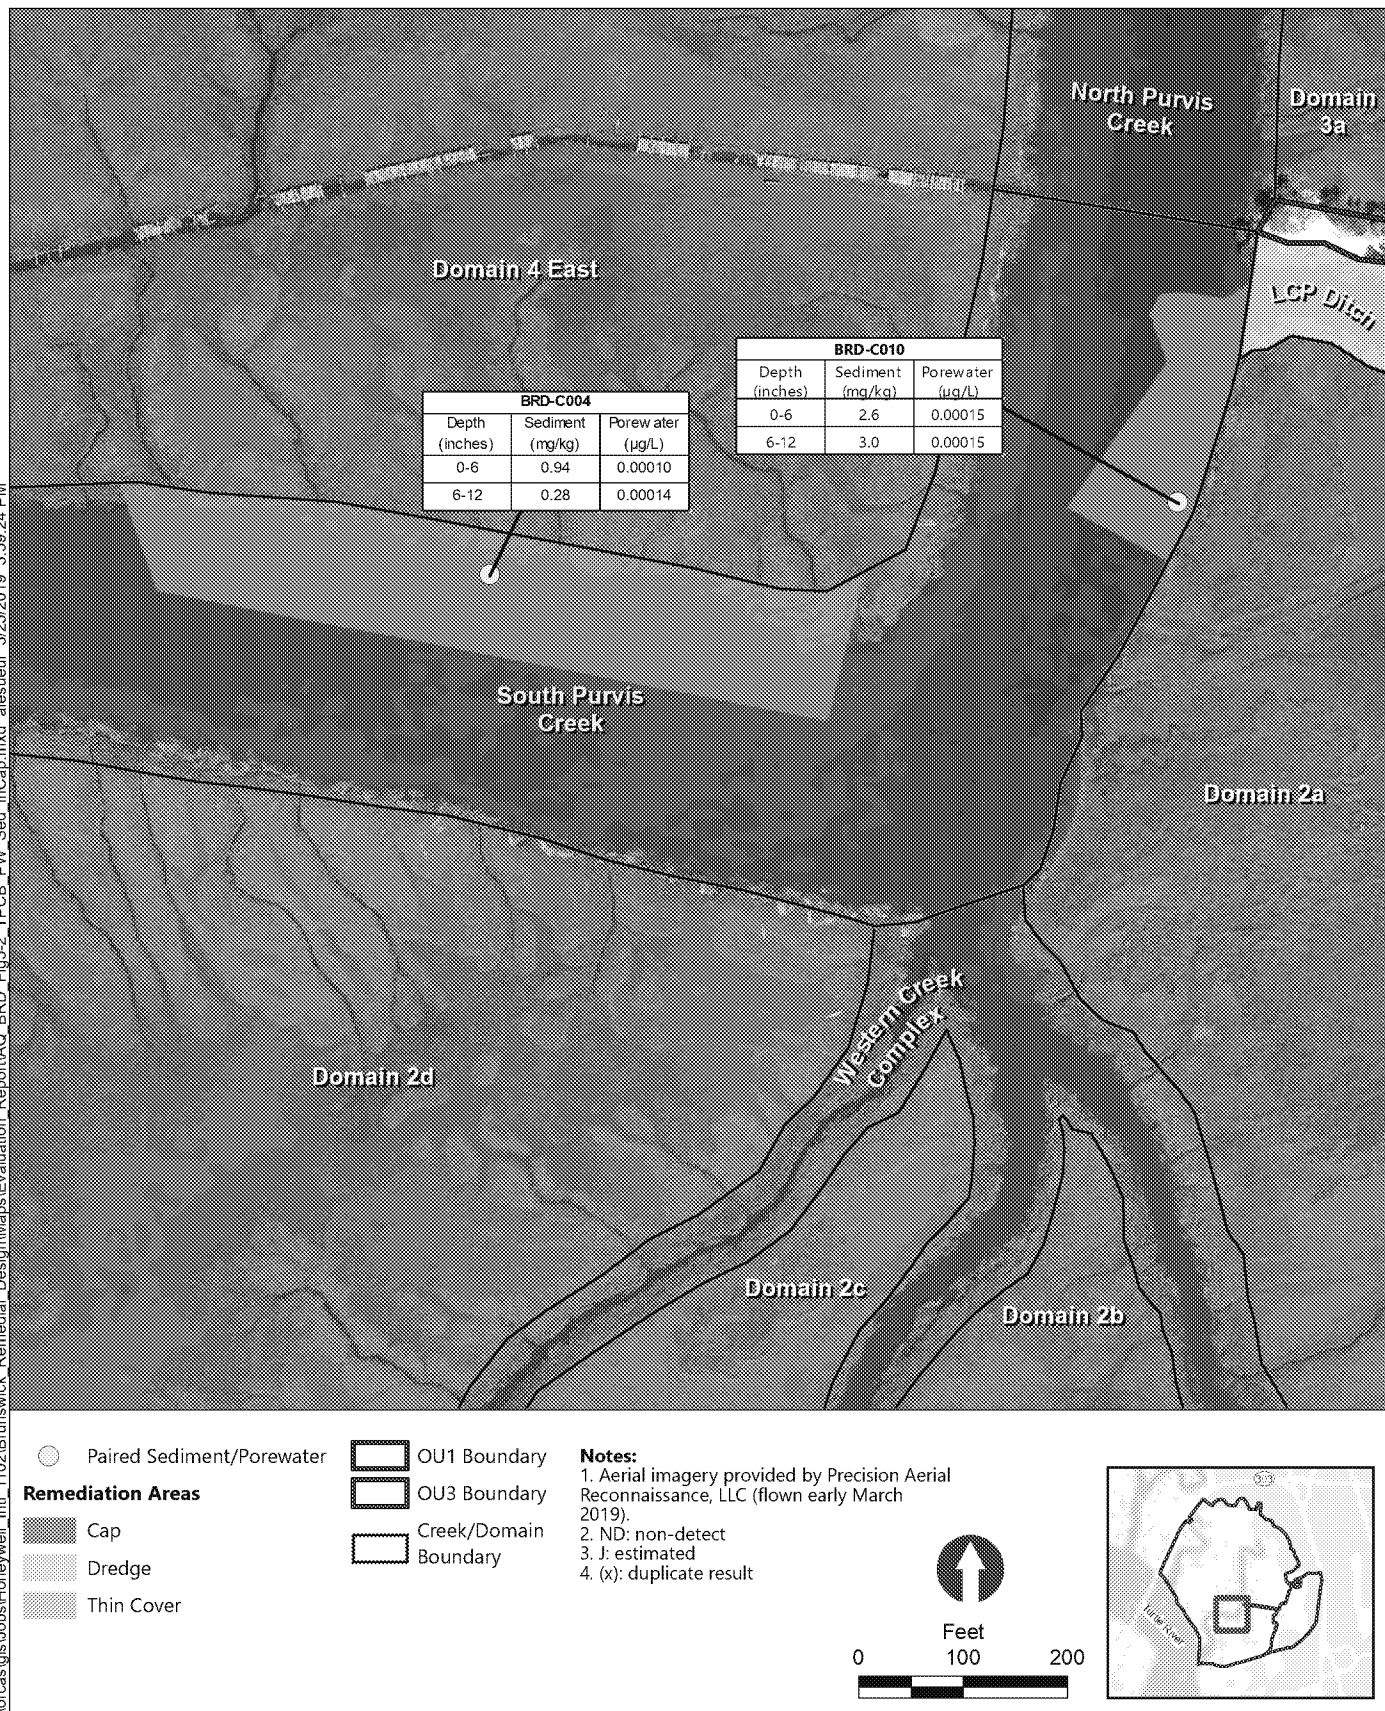 North Purvis
Creek
Domain
3a
Domain 4 East
LCP Ditch
BRD-C010
Depth
(inches)
Sediment
(mg/kg)
Porewater
(µg/L)
0-6 2.6 0.00015
6-12 3.0 0.00015
BRD-C004
Depth
(inches)
Sediment
(mg/kg)
Porewater
(µg/L)
0-6 0.94 0.00010
6-12 0.28 0.00014
South Purvis
Creek
Domain 2a
Western Creek
Complex
Domain 2d
Domain 2c
Domain 2b
Paired Sediment/Porewater
Remediation Areas
Cap
Dredge
Thin Cover
OU1 Boundary
OU3 Boundary
Creek/Domain
Boundary
Notes:
1. Aerial imagery provided by Precision Aerial
Reconnaissance, LLC (flown early March
2019).
2. ND: non-detect
3. J: estimated
4. (x): duplicate result
Feet
0 100 200
Turtle River